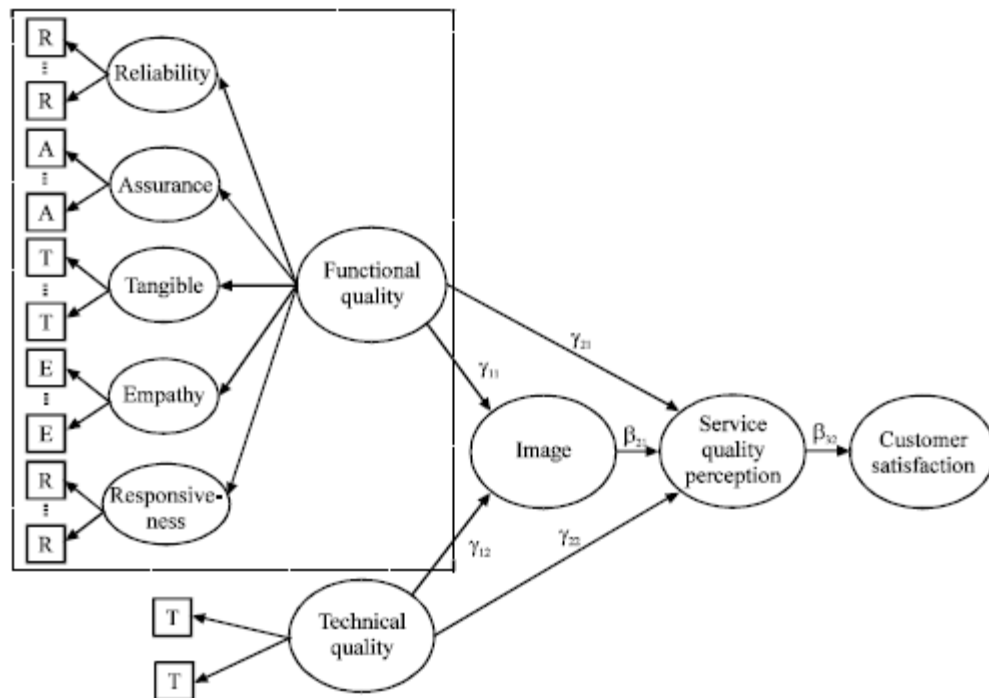 R
⋮
R
Reliability
A
⋮
A
Assurance
T
⋮
T
Tangible
E
⋮
E
Empathy
R
⋮
R
Responsive-
ness
Functional
quality
γ₂₁
γ₁₁
Image
β₂₁
Service
quality
perception
β₃₂
Customer
satisfaction
γ₁₂
γ₂₂
T
T
Technical
quality